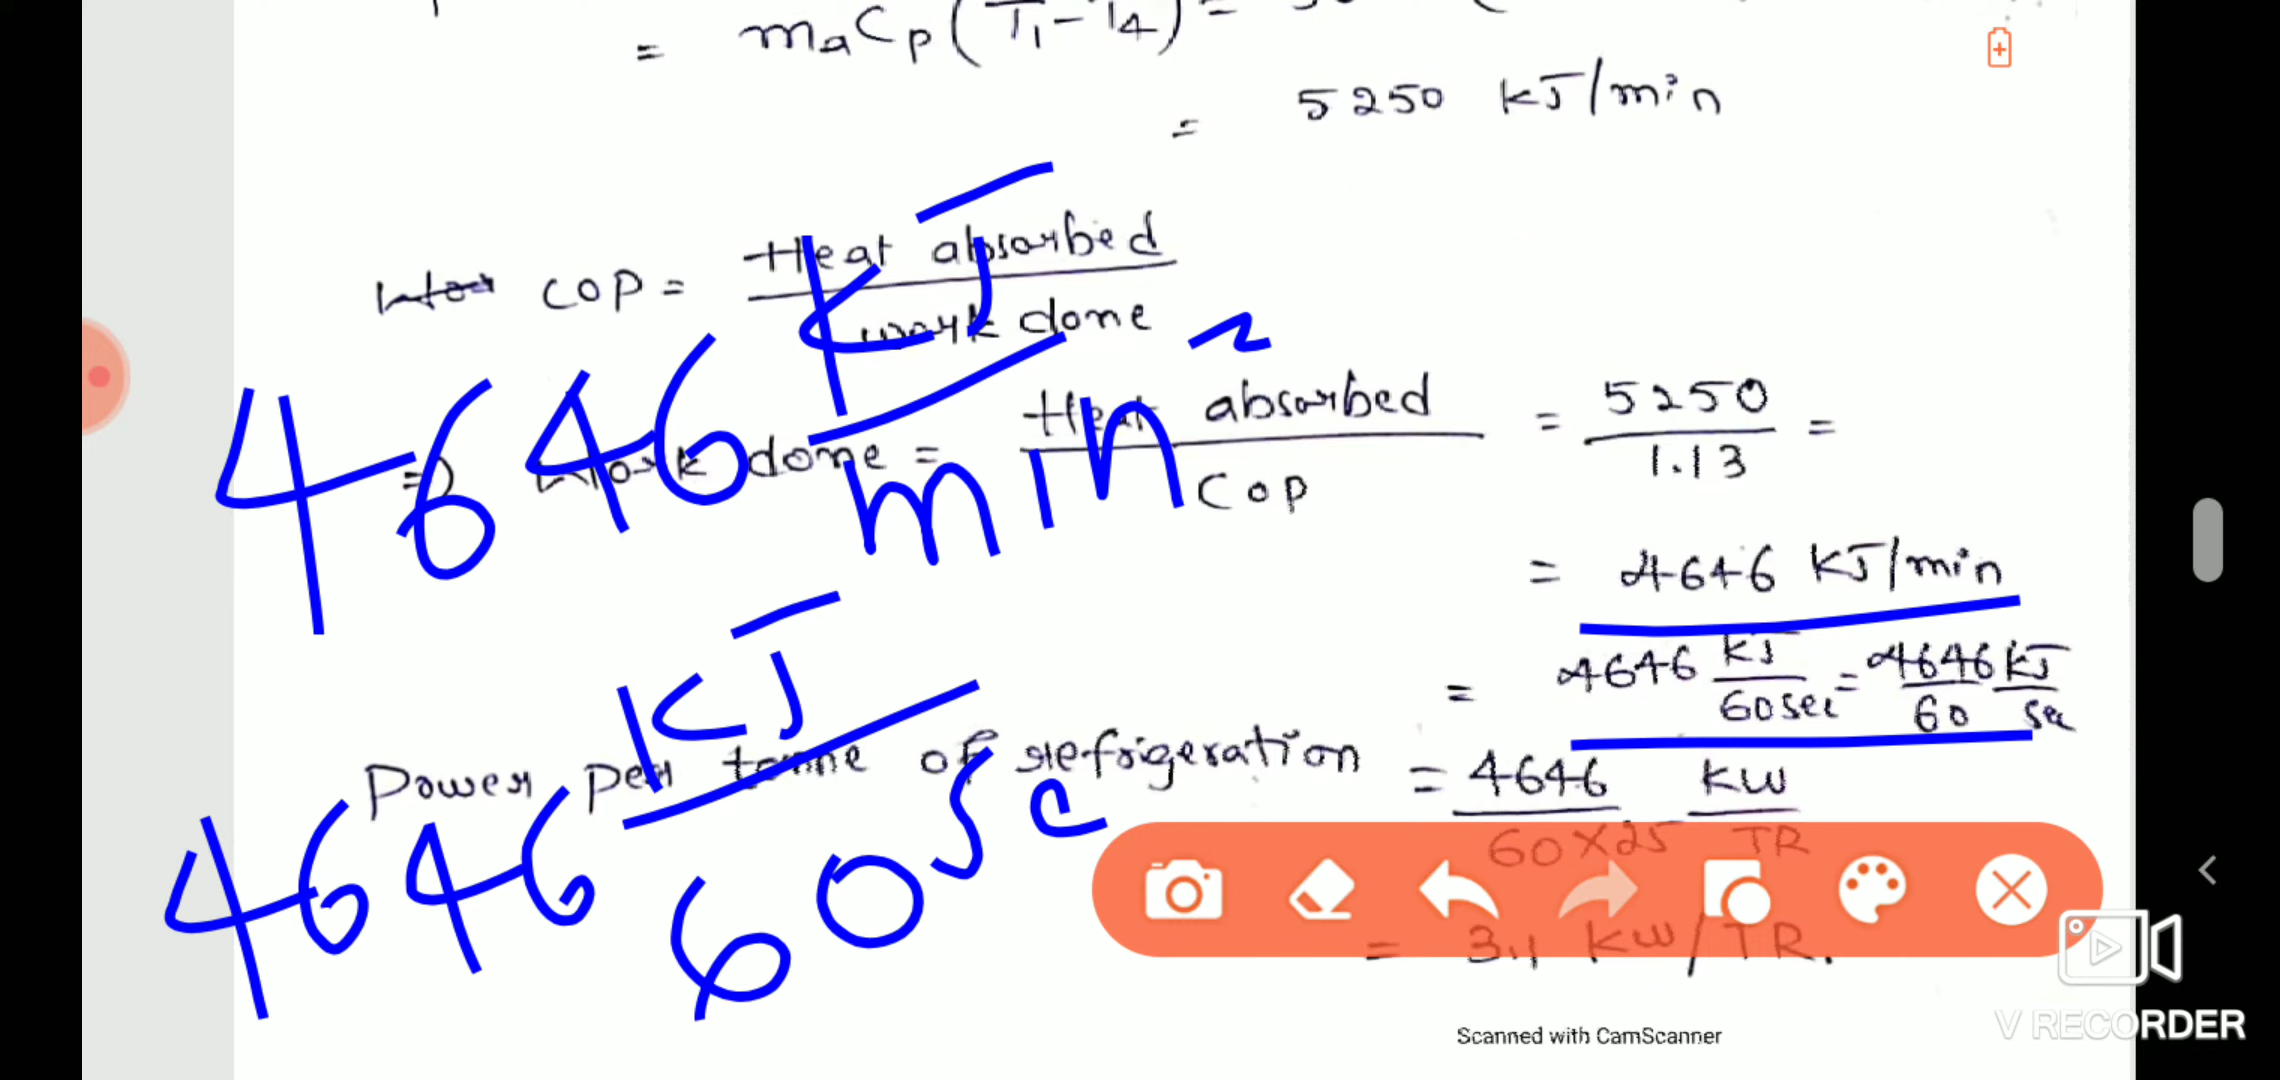 = maCp(T1-T4) =
= 5250 kJ/min
COP = Heat absorbed / work done
=> work done = Heat absorbed / COP = 5250 / 1.13 =
= 4646 kJ/min
= 4646 kJ / 60sec = 4646 / 60 kJ / sec
Power per tonne of refrigeration = 4646 / 60×25 kW / TR
= 3.1 kW/TR.
4646 kJ / min
4646 kJ / 60 sec
Scanned with CamScanner
V RECORDER